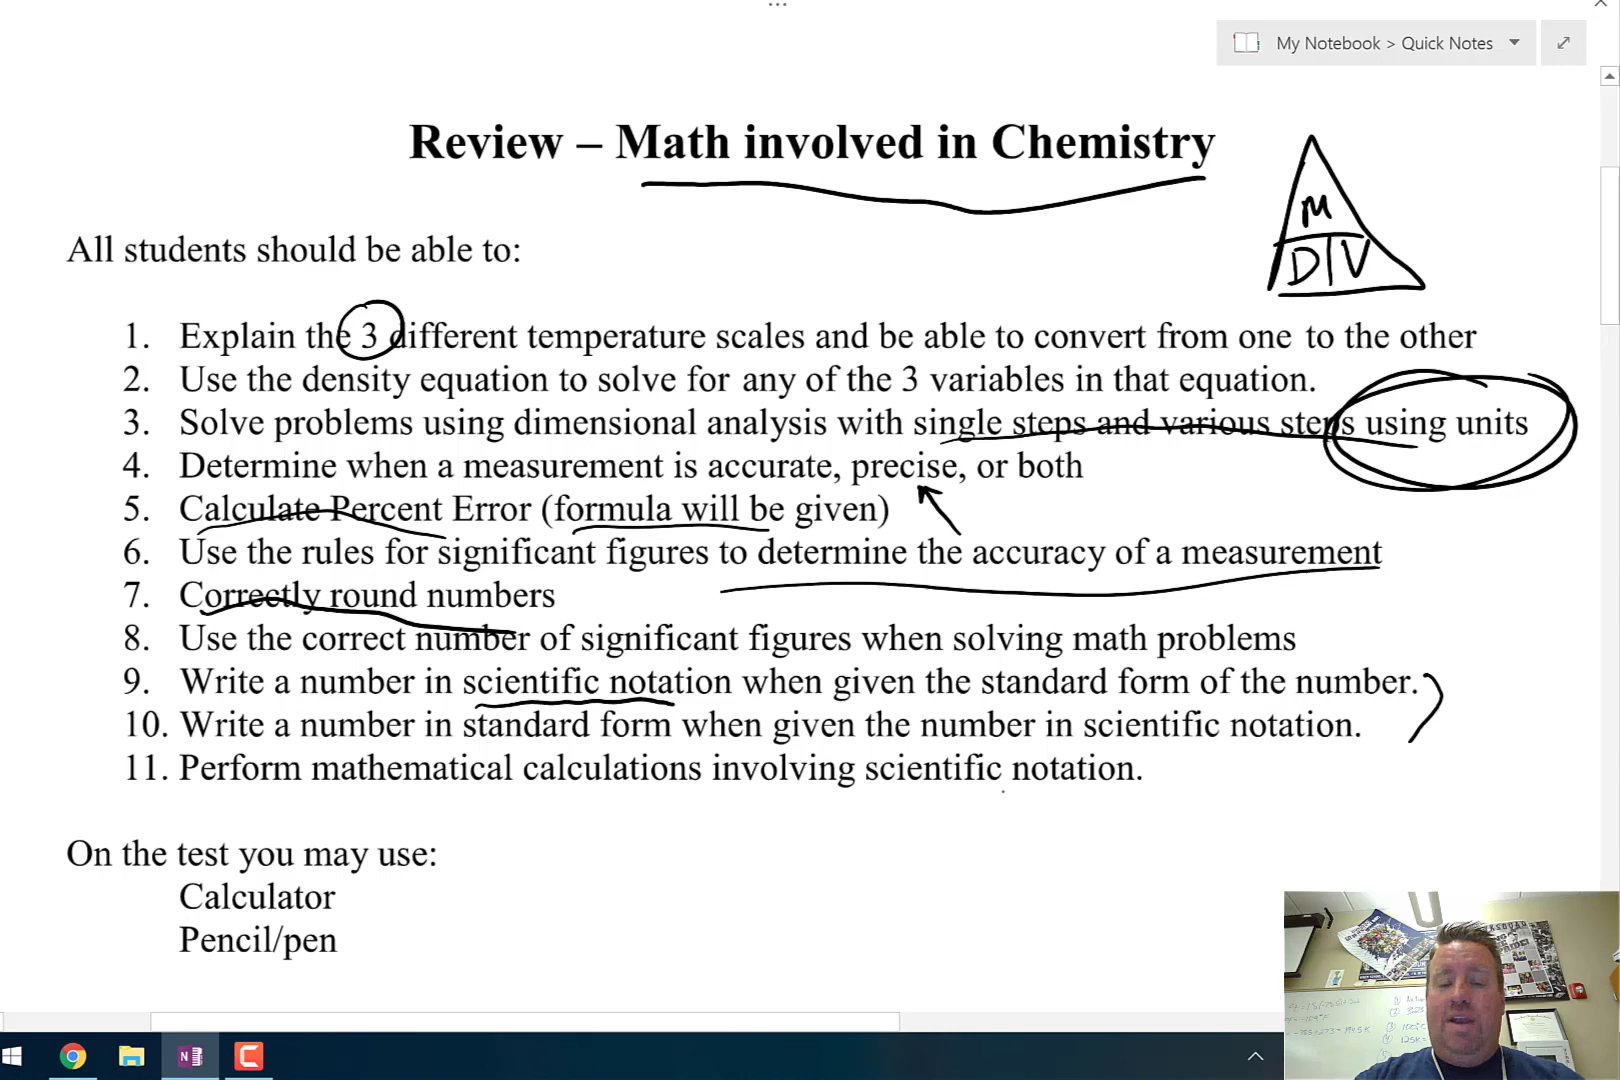 My Notebook > Quick Notes
Review – Math involved in Chemistry
M
D V
All students should be able to:
1. Explain the 3 different temperature scales and be able to convert from one to the other
2. Use the density equation to solve for any of the 3 variables in that equation.
3. Solve problems using dimensional analysis with single steps and various steps using units
4. Determine when a measurement is accurate, precise, or both
5. Calculate Percent Error (formula will be given)
6. Use the rules for significant figures to determine the accuracy of a measurement
7. Correctly round numbers
8. Use the correct number of significant figures when solving math problems
9. Write a number in scientific notation when given the standard form of the number.
10. Write a number in standard form when given the number in scientific notation.
11. Perform mathematical calculations involving scientific notation.
On the test you may use:
Calculator
Pencil/pen